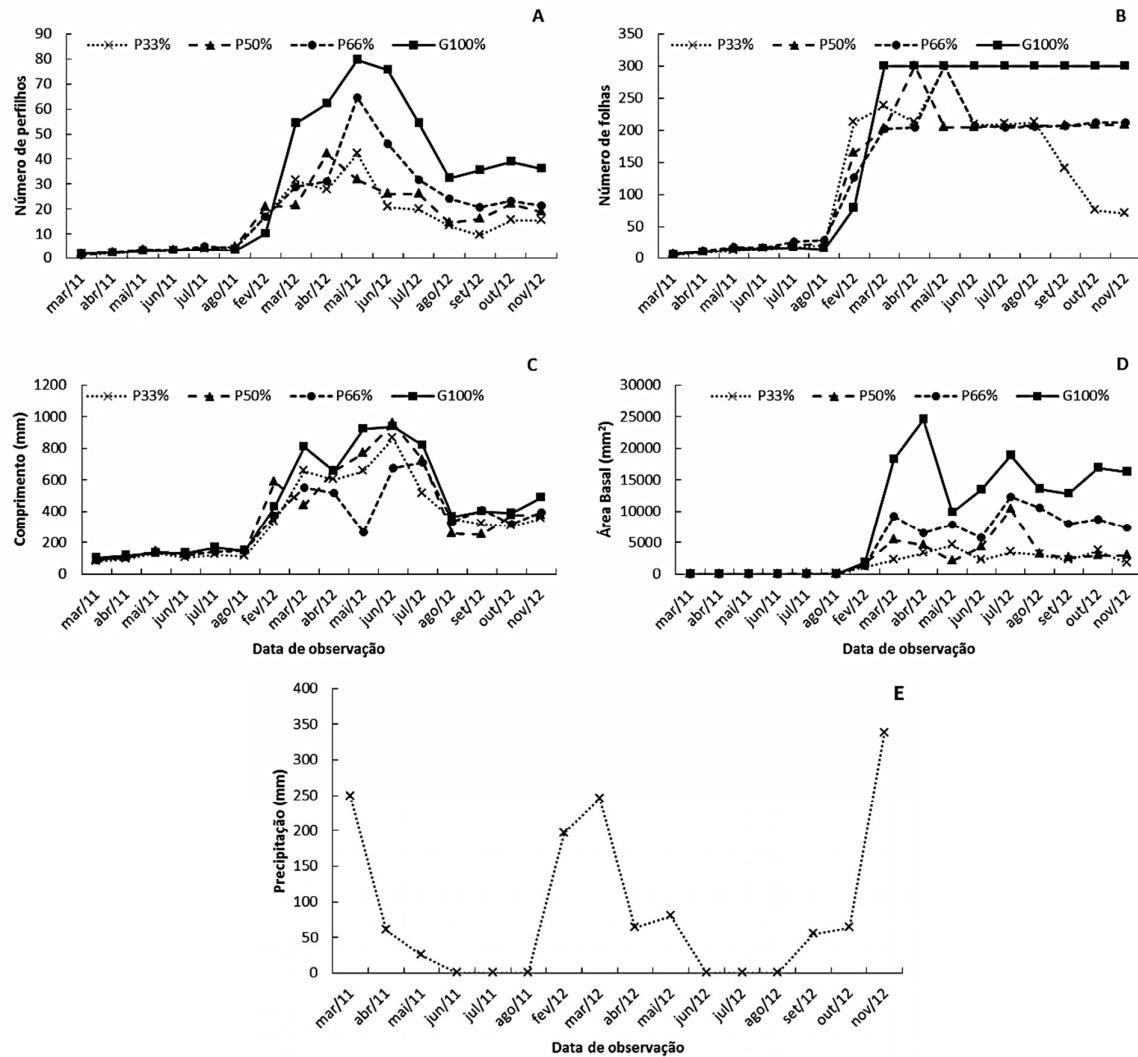 A
P33% P50% P66% G100%
Número de perfilhos
90
80
70
60
50
40
30
20
10
0
mar/11 abr/11 mai/11 jun/11 jul/11 ago/11 fev/12 mar/12 abr/12 mai/12 jun/12 jul/12 ago/12 set/12 out/12 nov/12
B
P33% P50% P66% G100%
Número de folhas
350
300
250
200
150
100
50
0
mar/11 abr/11 mai/11 jun/11 jul/11 ago/11 fev/12 mar/12 abr/12 mai/12 jun/12 jul/12 ago/12 set/12 out/12 nov/12
C
P33% P50% P66% G100%
Comprimento (mm)
1200
1000
800
600
400
200
0
mar/11 abr/11 mai/11 jun/11 jul/11 ago/11 fev/12 mar/12 abr/12 mai/12 jun/12 jul/12 ago/12 set/12 out/12 nov/12
Data de observação
D
P33% P50% P66% G100%
Área Basal (mm²)
30000
25000
20000
15000
10000
5000
0
mar/11 abr/11 mai/11 jun/11 jul/11 ago/11 fev/12 mar/12 abr/12 mai/12 jun/12 jul/12 ago/12 set/12 out/12 nov/12
Data de observação
E
Precipitação (mm)
400
350
300
250
200
150
100
50
0
mar/11 abr/11 mai/11 jun/11 jul/11 ago/11 fev/12 mar/12 abr/12 mai/12 jun/12 jul/12 ago/12 set/12 out/12 nov/12
Data de observação